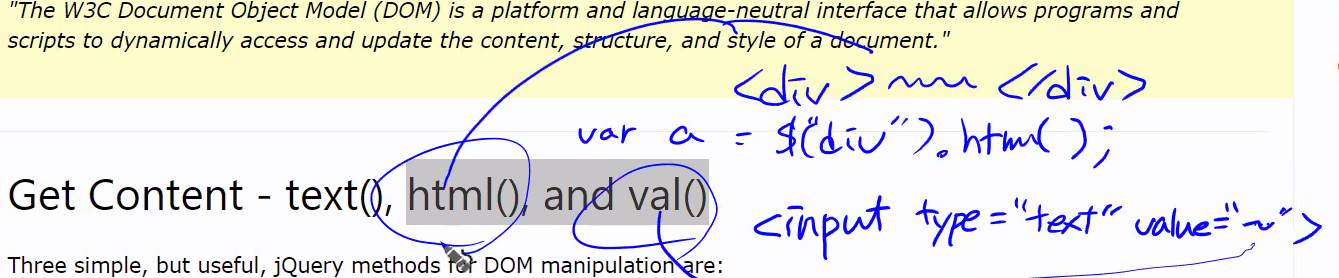 "The W3C Document Object Model (DOM) is a platform and language-neutral interface that allows programs and
scripts to dynamically access and update the content, structure, and style of a document."
<div> ~~ </div>
var a = $("div").html();
Get Content - text(), html(), and val()
<input type="text" value="~">
Three simple, but useful, jQuery methods for DOM manipulation are: